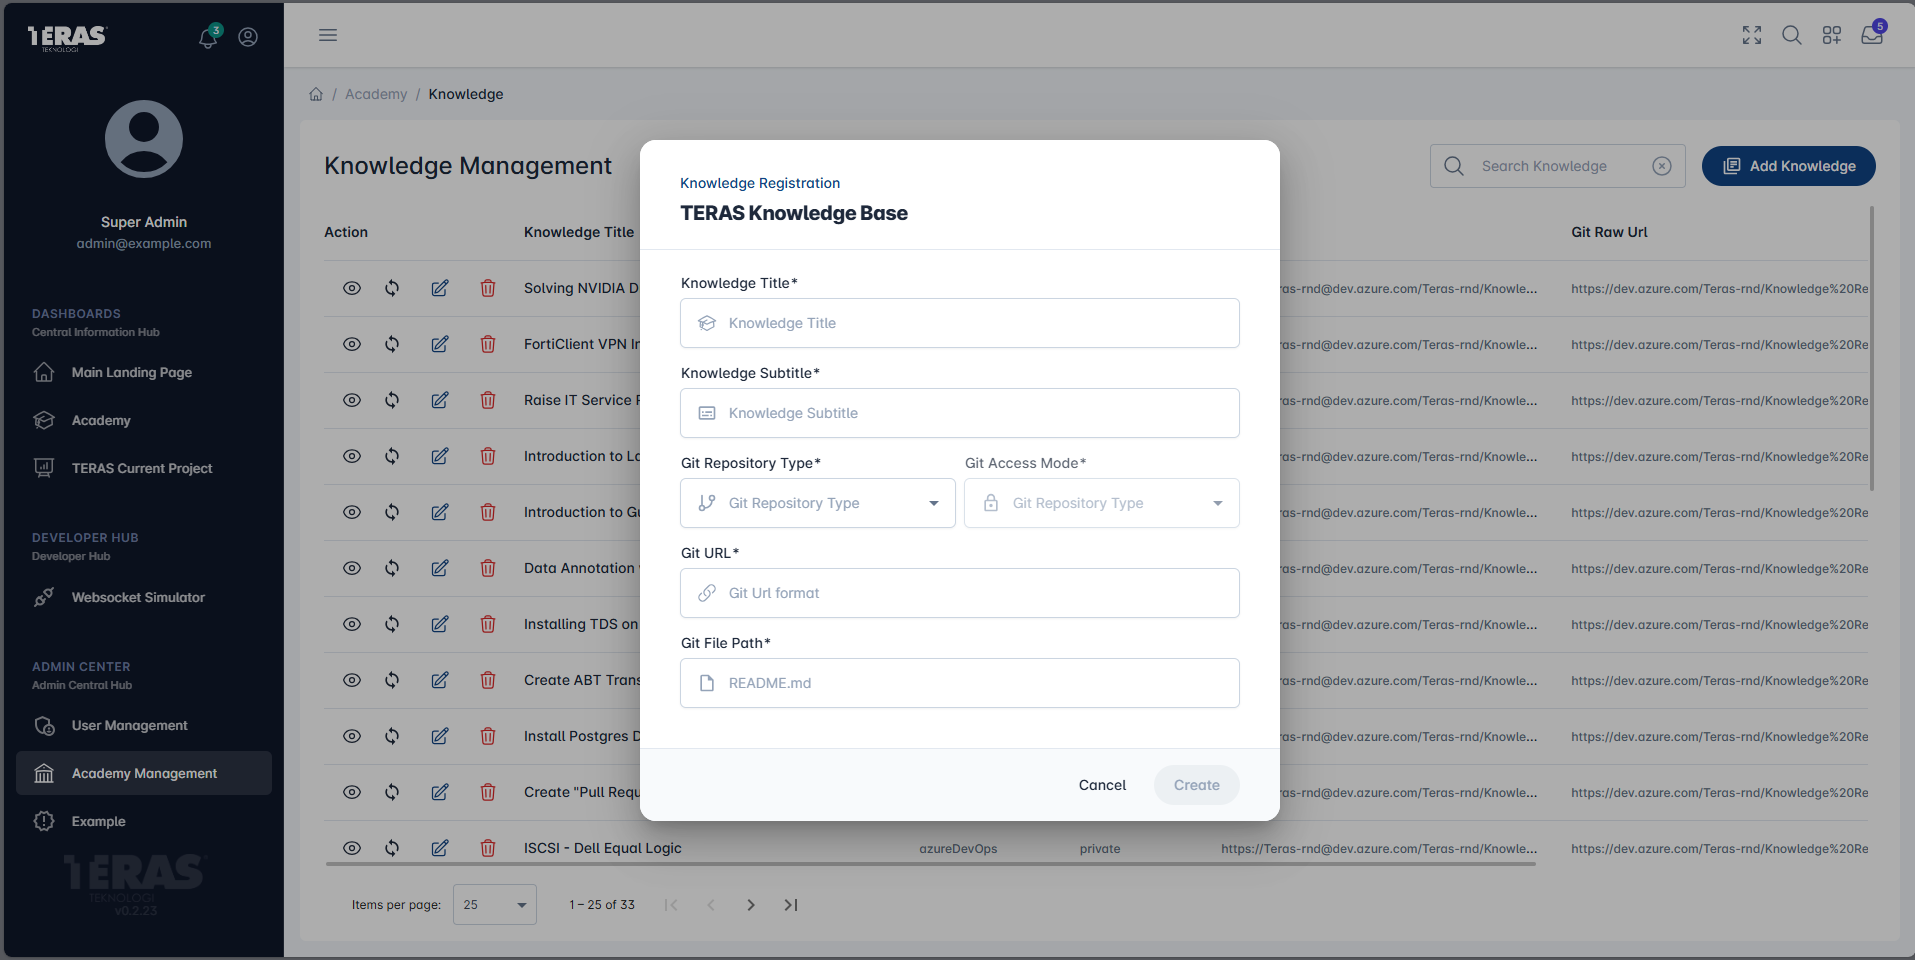 TERAS
TEKNOLOGI
3
5
Super Admin
admin@example.com
DASHBOARDS
Central Information Hub
Main Landing Page
Academy
TERAS Current Project
DEVELOPER HUB
Developer Hub
Websocket Simulator
ADMIN CENTER
Admin Central Hub
User Management
Academy Management
Example
TERAS
TEKNOLOGI
v0.2.23
/ Academy / Knowledge
Knowledge Management
Search Knowledge
Add Knowledge
Action
Knowledge Title
Git Raw Url
Solving NVIDIA D
ras-rnd@dev.azure.com/Teras-rnd/Knowle...
https://dev.azure.com/Teras-rnd/Knowledge%20Re
FortiClient VPN In
ras-rnd@dev.azure.com/Teras-rnd/Knowle...
https://dev.azure.com/Teras-rnd/Knowledge%20Re
Raise IT Service R
ras-rnd@dev.azure.com/Teras-rnd/Knowle...
https://dev.azure.com/Teras-rnd/Knowledge%20Re
Introduction to Lo
ras-rnd@dev.azure.com/Teras-rnd/Knowle...
https://dev.azure.com/Teras-rnd/Knowledge%20Re
Introduction to Gu
ras-rnd@dev.azure.com/Teras-rnd/Knowle...
https://dev.azure.com/Teras-rnd/Knowledge%20Re
Data Annotation
ras-rnd@dev.azure.com/Teras-rnd/Knowle...
https://dev.azure.com/Teras-rnd/Knowledge%20Re
Installing TDS on
ras-rnd@dev.azure.com/Teras-rnd/Knowle...
https://dev.azure.com/Teras-rnd/Knowledge%20Re
Create ABT Trans
ras-rnd@dev.azure.com/Teras-rnd/Knowle...
https://dev.azure.com/Teras-rnd/Knowledge%20Re
Install Postgres D
ras-rnd@dev.azure.com/Teras-rnd/Knowle...
https://dev.azure.com/Teras-rnd/Knowledge%20Re
Create "Pull Requ
ras-rnd@dev.azure.com/Teras-rnd/Knowle...
https://dev.azure.com/Teras-rnd/Knowledge%20Re
ISCSI - Dell Equal Logic
azureDevOps
private
https://Teras-rnd@dev.azure.com/Teras-rnd/Knowle...
https://dev.azure.com/Teras-rnd/Knowledge%20Re
Items per page: 25 1 – 25 of 33
Knowledge Registration
TERAS Knowledge Base
Knowledge Title*
Knowledge Title
Knowledge Subtitle*
Knowledge Subtitle
Git Repository Type*
Git Repository Type
Git Access Mode*
Git Repository Type
Git URL*
Git Url format
Git File Path*
README.md
Cancel
Create